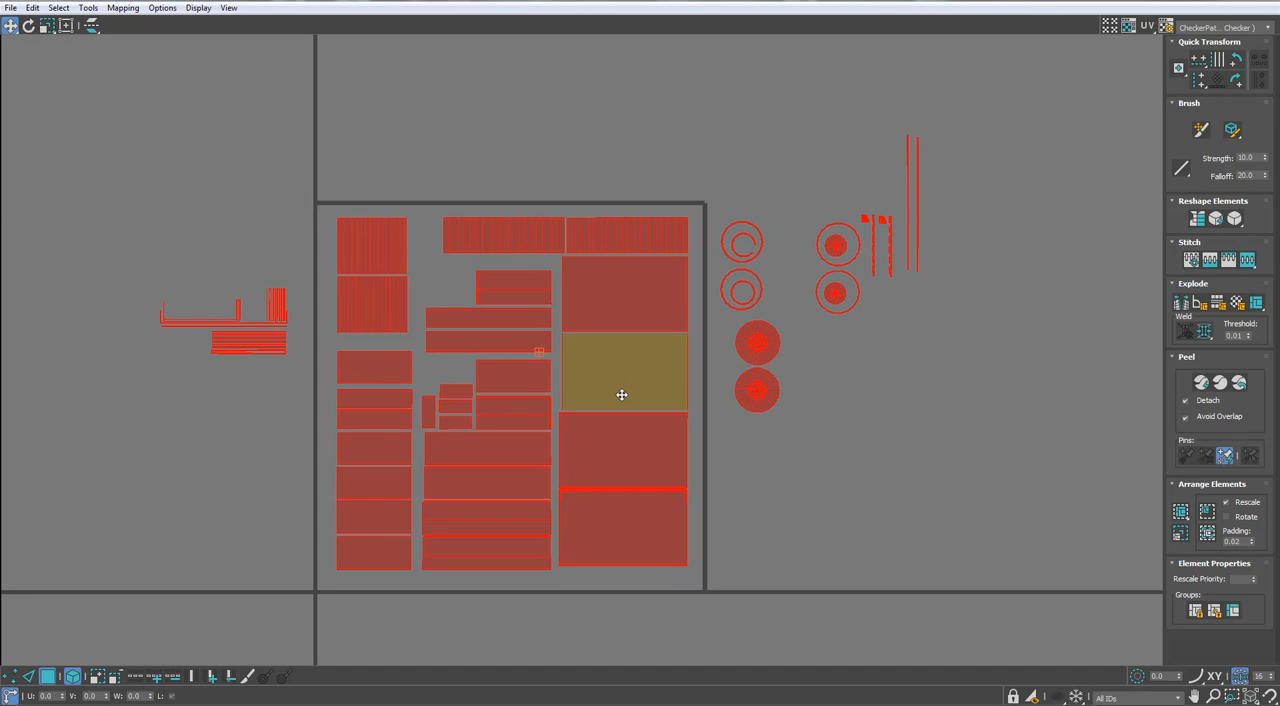 File Edit Select Tools Mapping Options Display View
UV
CheckerPat... Checker )
Quick Transform
Brush
Strength: 10.0
Falloff: 20.0
Reshape Elements
Stitch
Explode
Weld
Threshold:
0.01
Peel
Detach
Avoid Overlap
Pins:
Arrange Elements
Rescale
Rotate
Padding:
0.02
Element Properties
Rescale Priority:
Groups:
0.0 XY 16
U: 0.0 V: 0.0 W: 0.0 L: All IDs